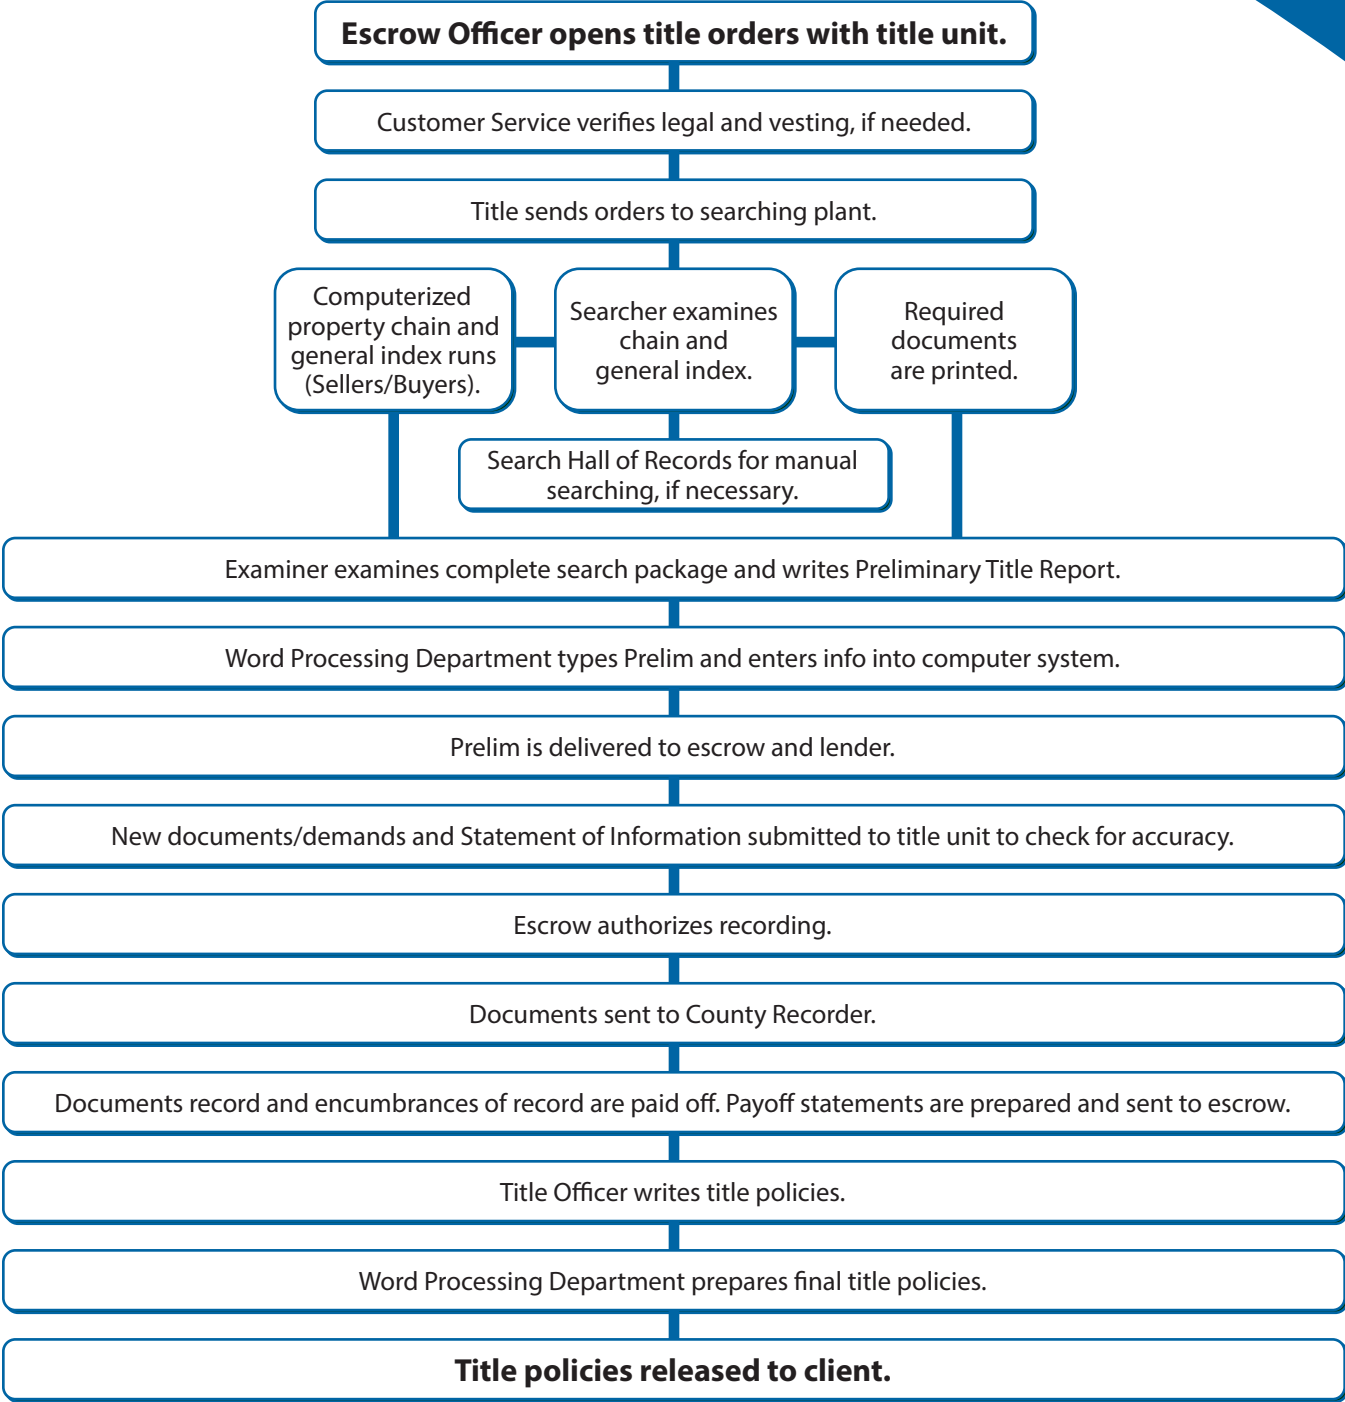 Escrow Officer opens title orders with title unit.
Customer Service verifies legal and vesting, if needed.
Title sends orders to searching plant.
Computerized
property chain and
general index runs
(Sellers/Buyers).
Searcher examines
chain and
general index.
Required
documents
are printed.
Search Hall of Records for manual
searching, if necessary.
Examiner examines complete search package and writes Preliminary Title Report.
Word Processing Department types Prelim and enters info into computer system.
Prelim is delivered to escrow and lender.
New documents/demands and Statement of Information submitted to title unit to check for accuracy.
Escrow authorizes recording.
Documents sent to County Recorder.
Documents record and encumbrances of record are paid off. Payoff statements are prepared and sent to escrow.
Title Officer writes title policies.
Word Processing Department prepares final title policies.
Title policies released to client.